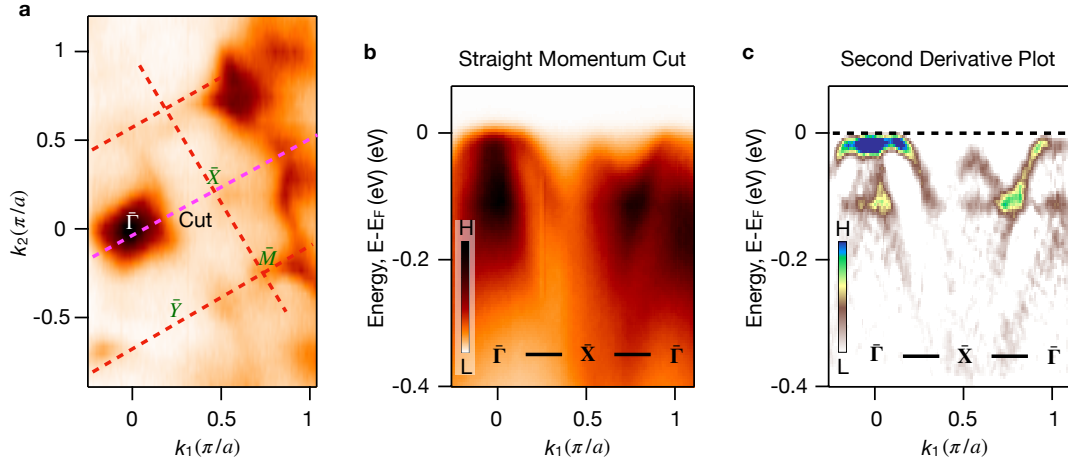 a
k₂(π/a)
1
0.5
0
-0.5
Γ̄
X̄
Cut
M̄
Ȳ
0
0.5
1
k₁(π/a)
b
Straight Momentum Cut
Energy, E-EF (eV) (eV)
0
-0.2
-0.4
H
L
Γ̄
X̄
Γ̄
0
0.5
1
k₁(π/a)
c
Second Derivative Plot
Energy, E-EF (eV) (eV)
0
-0.2
-0.4
H
L
Γ̄
X̄
Γ̄
0
0.5
1
k₁(π/a)